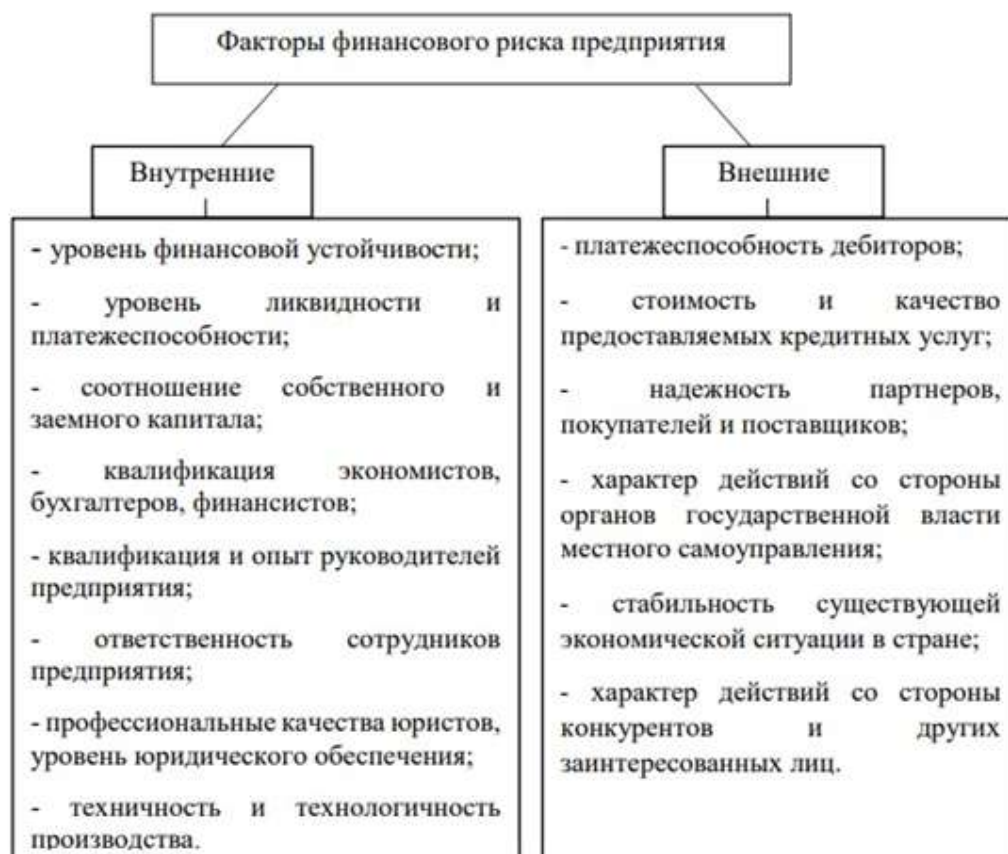 Факторы финансового риска предприятия
Внутренние
- уровень финансовой устойчивости;
- уровень ликвидности и
платежеспособности;
- соотношение собственного и
заемного капитала;
- квалификация экономистов,
бухгалтеров, финансистов;
- квалификация и опыт руководителей
предприятия;
- ответственность сотрудников
предприятия;
- профессиональные качества юристов,
уровень юридического обеспечения;
- техничность и технологичность
производства.
Внешние
- платежеспособность дебиторов;
- стоимость и качество
предоставляемых кредитных услуг;
- надежность партнеров,
покупателей и поставщиков;
- характер действий со стороны
органов государственной власти
местного самоуправления;
- стабильность существующей
экономической ситуации в стране;
- характер действий со стороны
конкурентов и других
заинтересованных лиц.